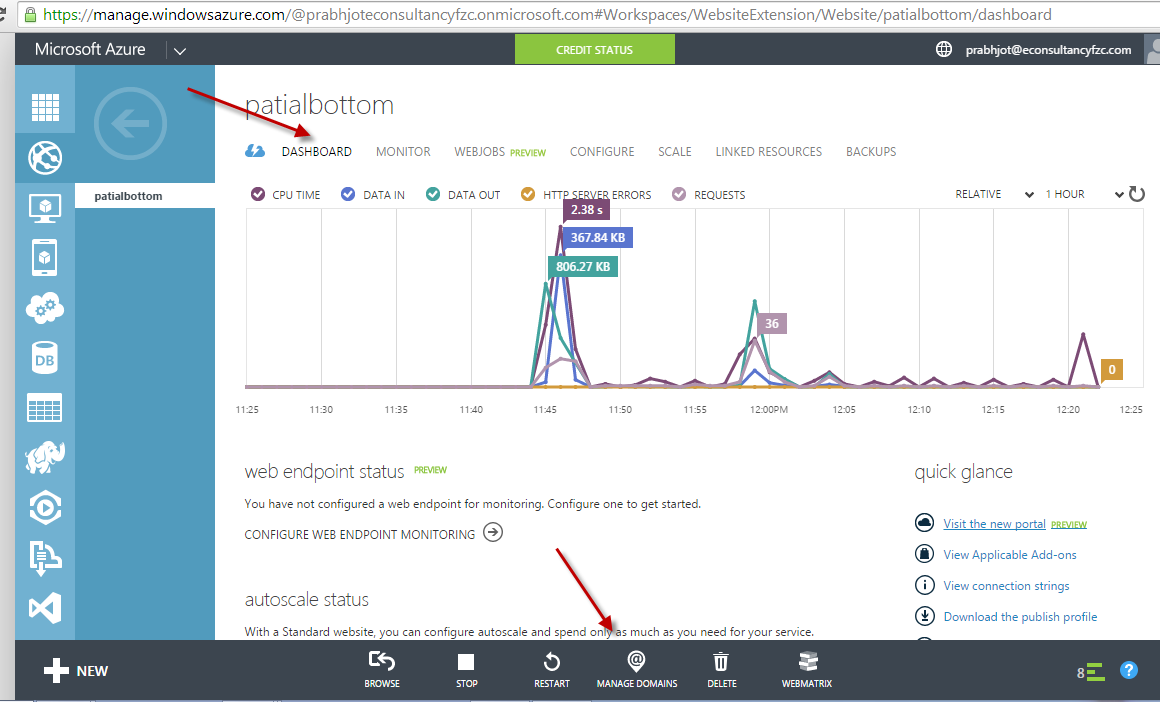 https://manage.windowsazure.com/@prabhjoteconsultancyfzc.onmicrosoft.com#Workspaces/WebsiteExtension/Website/patialbottom/dashboard
Microsoft Azure
CREDIT STATUS
prabhjot@econsultancyfzc.com
patialbottom
patialbottom
DASHBOARD MONITOR WEBJOBS PREVIEW CONFIGURE SCALE LINKED RESOURCES BACKUPS
CPU TIME DATA IN DATA OUT HTTP SERVER ERRORS REQUESTS RELATIVE 1 HOUR
2.38 s
367.84 KB
806.27 KB
36
0
11:25 11:30 11:35 11:40 11:45 11:50 11:55 12:00PM 12:05 12:10 12:15 12:20 12:25
web endpoint status PREVIEW
You have not configured a web endpoint for monitoring. Configure one to get started.
CONFIGURE WEB ENDPOINT MONITORING
autoscale status
With a Standard website, you can configure autoscale and spend only as much as you need for your service.
quick glance
Visit the new portal PREVIEW
View Applicable Add-ons
View connection strings
Download the publish profile
DB
NEW
BROWSE STOP RESTART MANAGE DOMAINS DELETE WEBMATRIX
8
?